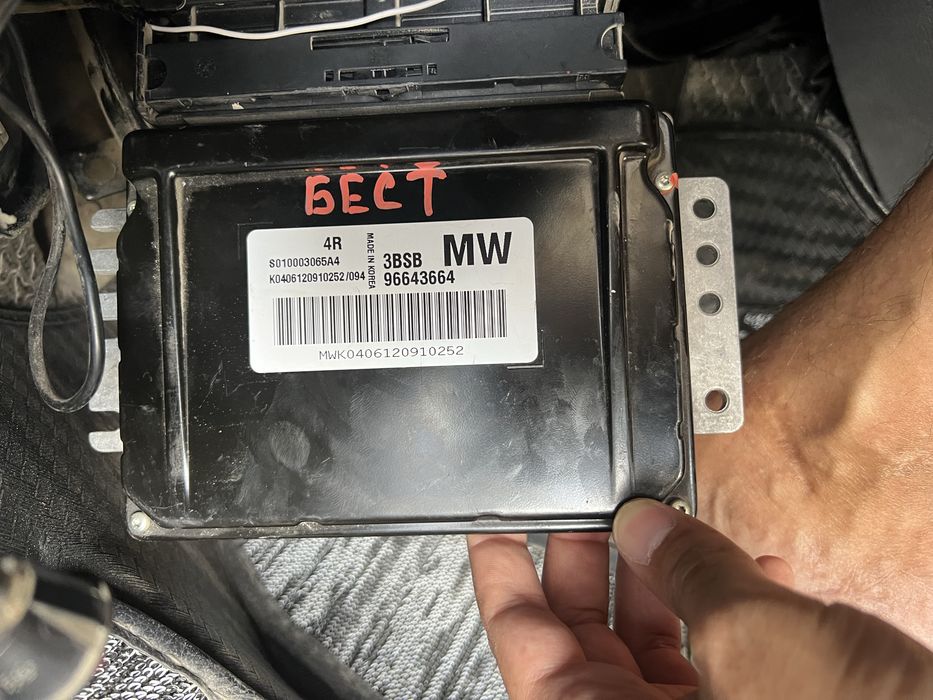 БЕСТ
4R
S010003065A4
K0406120910252/094
MADE IN KOREA
3BSB
MW
96643664
MWK0406120910252